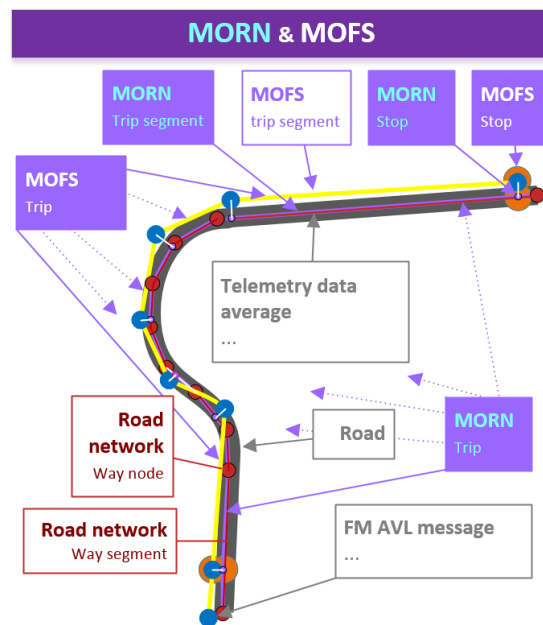 MORN & MOFS
MORN
Trip segment
MOFS
trip segment
MORN
Stop
MOFS
Stop
MOFS
Trip
Telemetry data
average
...
Road
network
Way node
Road
MORN
Trip
Road network
Way segment
FM AVL message
...